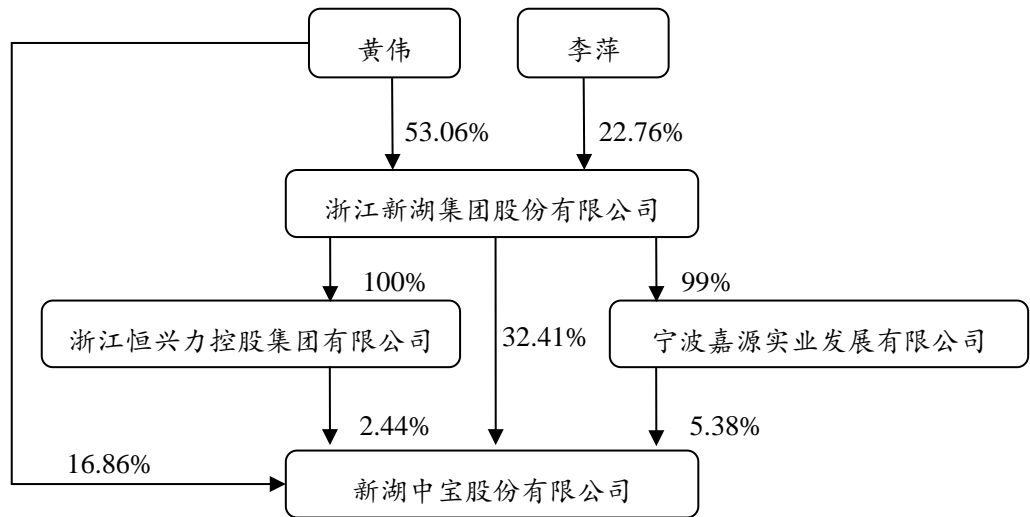 黄伟
李萍
53.06%
22.76%
浙江新湖集团股份有限公司
100%
99%
浙江恒兴力控股集团有限公司
32.41%
宁波嘉源实业发展有限公司
2.44%
5.38%
16.86%
新湖中宝股份有限公司